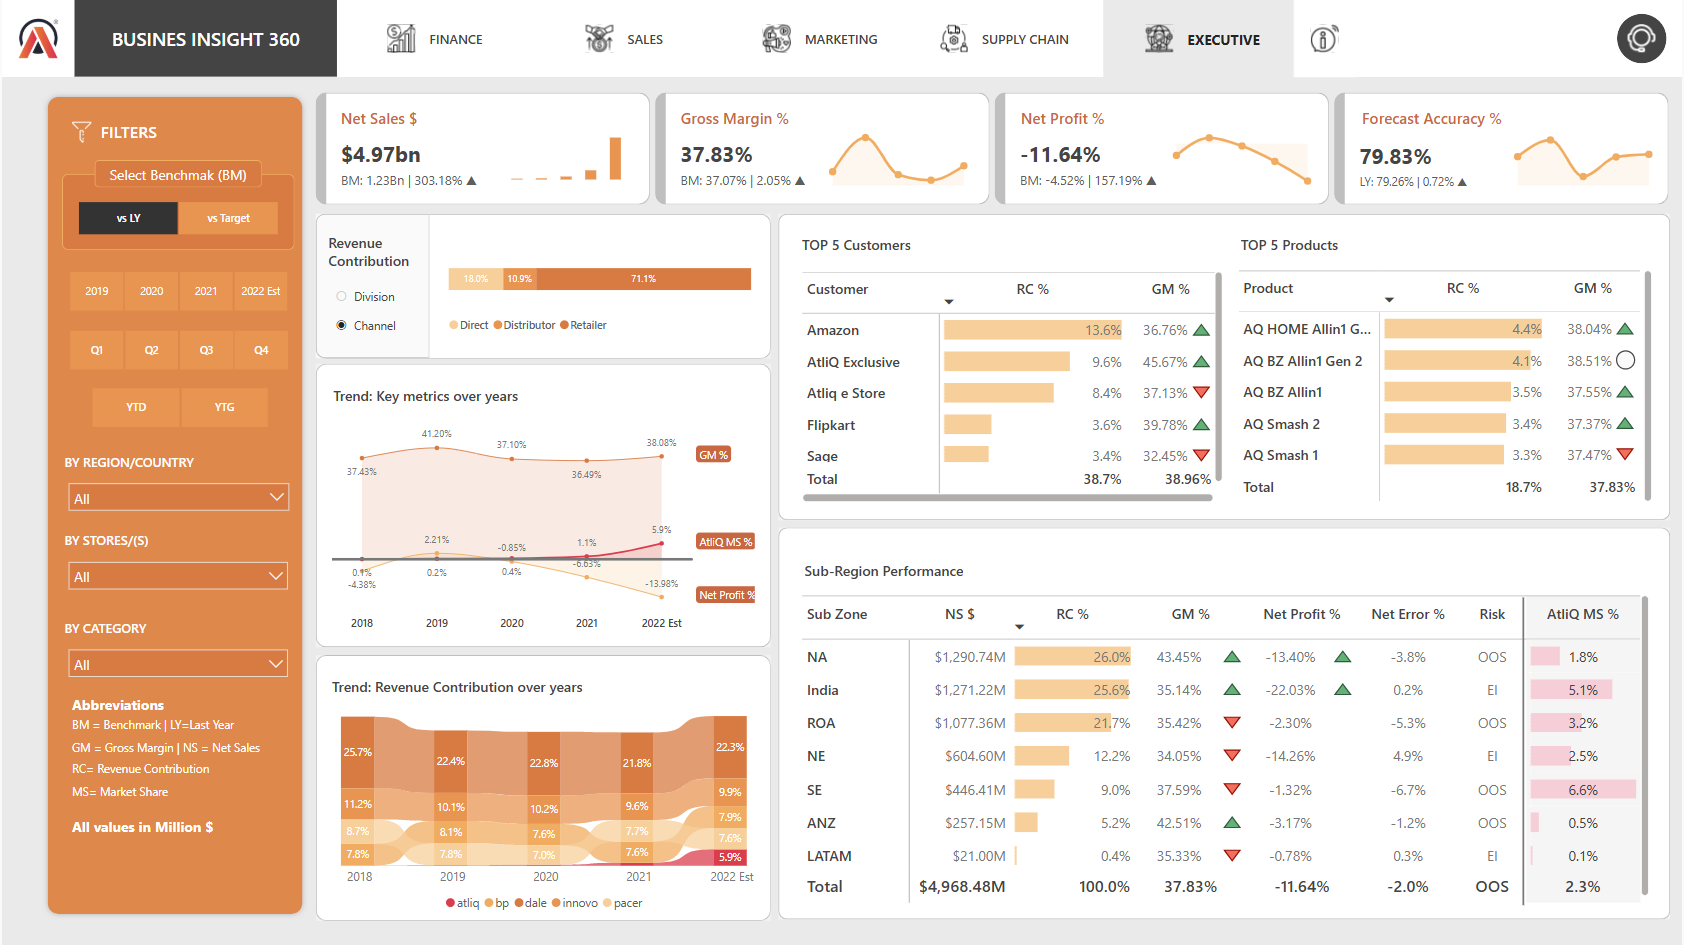 BUSINES INSIGHT 360
FINANCE
SALES
MARKETING
SUPPLY CHAIN
EXECUTIVE
FILTERS
Select Benchmak (BM)
vs LY
vs Target
2019 2020 2021 2022 Est
Q1 Q2 Q3 Q4
YTD YTG
BY REGION/COUNTRY
All
BY STORES/(S)
All
BY CATEGORY
All
Abbreviations
BM = Benchmark | LY=Last Year
GM = Gross Margin | NS = Net Sales
RC= Revenue Contribution
MS= Market Share
All values in Million $
Net Sales $
$4.97bn
BM: 1.23Bn | 303.18% ▲
Gross Margin %
37.83%
BM: 37.07% | 2.05% ▲
Net Profit %
-11.64%
BM: -4.52% | 157.19% ▲
Forecast Accuracy %
79.83%
LY: 79.26% | 0.72% ▲
Revenue
Contribution
Division
Channel
18.0% 10.9% 71.1%
Direct Distributor Retailer
Trend: Key metrics over years
37.43% 41.20% 37.10% 36.49% 38.08%
GM %
0.1% 0.2% 0.4% 1.1% 5.9%
AtliQ MS %
-4.38% 2.21% -0.85% -6.63% -13.98%
Net Profit %
2018 2019 2020 2021 2022 Est
Trend: Revenue Contribution over years
25.7% 22.4% 22.8% 21.8% 22.3%
11.2% 10.1% 10.2% 9.6% 9.9%
8.7% 8.1% 7.6% 7.7% 7.9%
7.8% 7.8% 7.0% 7.6% 7.6%
5.9%
2018 2019 2020 2021 2022 Est
atliq bp dale innovo pacer
TOP 5 Customers
Customer RC % GM %
Amazon 13.6% 36.76%
AtliQ Exclusive 9.6% 45.67%
Atliq e Store 8.4% 37.13%
Flipkart 3.6% 39.78%
Sage 3.4% 32.45%
Total 38.7% 38.96%
TOP 5 Products
Product RC % GM %
AQ HOME Allin1 G... 4.4% 38.04%
AQ BZ Allin1 Gen 2 4.1% 38.51%
AQ BZ Allin1 3.5% 37.55%
AQ Smash 2 3.4% 37.37%
AQ Smash 1 3.3% 37.47%
Total 18.7% 37.83%
Sub-Region Performance
Sub Zone NS $ RC % GM % Net Profit % Net Error % Risk AtliQ MS %
NA $1,290.74M 26.0% 43.45% -13.40% -3.8% OOS 1.8%
India $1,271.22M 25.6% 35.14% -22.03% 0.2% EI 5.1%
ROA $1,077.36M 21.7% 35.42% -2.30% -5.3% OOS 3.2%
NE $604.60M 12.2% 34.05% -14.26% 4.9% EI 2.5%
SE $446.41M 9.0% 37.59% -1.32% -6.7% OOS 6.6%
ANZ $257.15M 5.2% 42.51% -3.17% -1.2% OOS 0.5%
LATAM $21.00M 0.4% 35.33% -0.78% 0.3% EI 0.1%
Total $4,968.48M 100.0% 37.83% -11.64% -2.0% OOS 2.3%